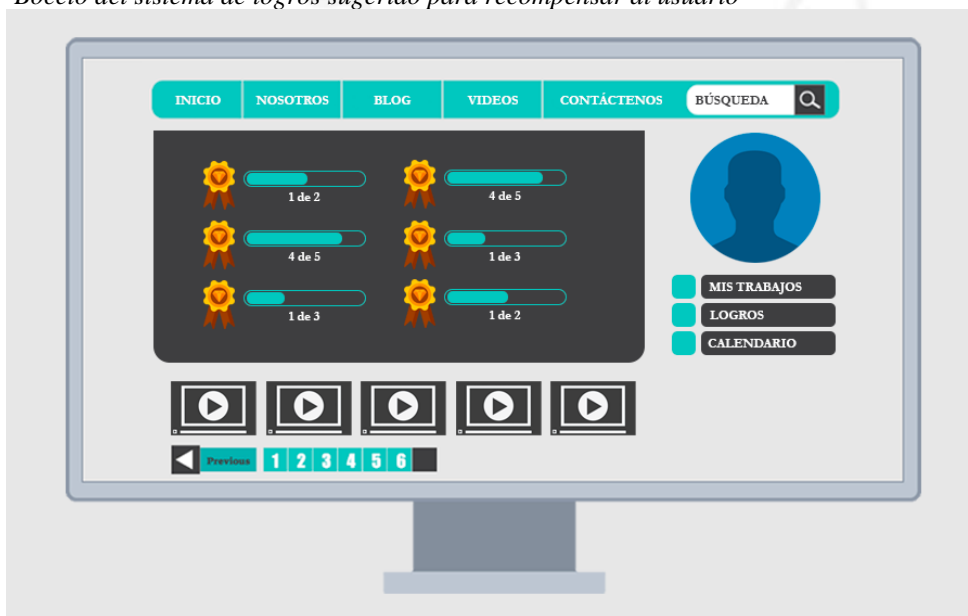 Boceto del sistema de logros sugerido para recompensar al usuario
INICIO NOSOTROS BLOG VIDEOS CONTÁCTENOS BÚSQUEDA
1 de 2 4 de 5
4 de 5 1 de 3
1 de 3 1 de 2
MIS TRABAJOS
LOGROS
CALENDARIO
Previous 1 2 3 4 5 6